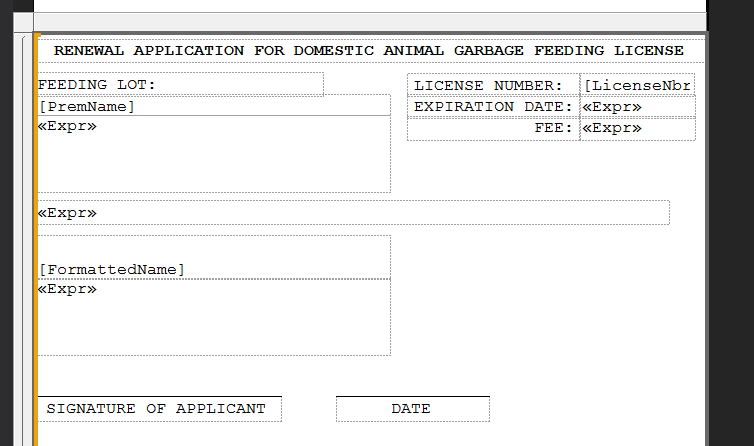 RENEWAL APPLICATION FOR DOMESTIC ANIMAL GARBAGE FEEDING LICENSE
FEEDING LOT:
LICENSE NUMBER: [LicenseNbr
[PremName]
EXPIRATION DATE: «Expr»
«Expr»
FEE: «Expr»
«Expr»
[FormattedName]
«Expr»
SIGNATURE OF APPLICANT DATE